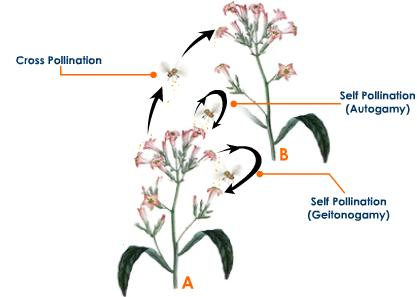 Cross Pollination
Self Pollination
(Autogamy)
B
Self Pollination
(Geitonogamy)
A